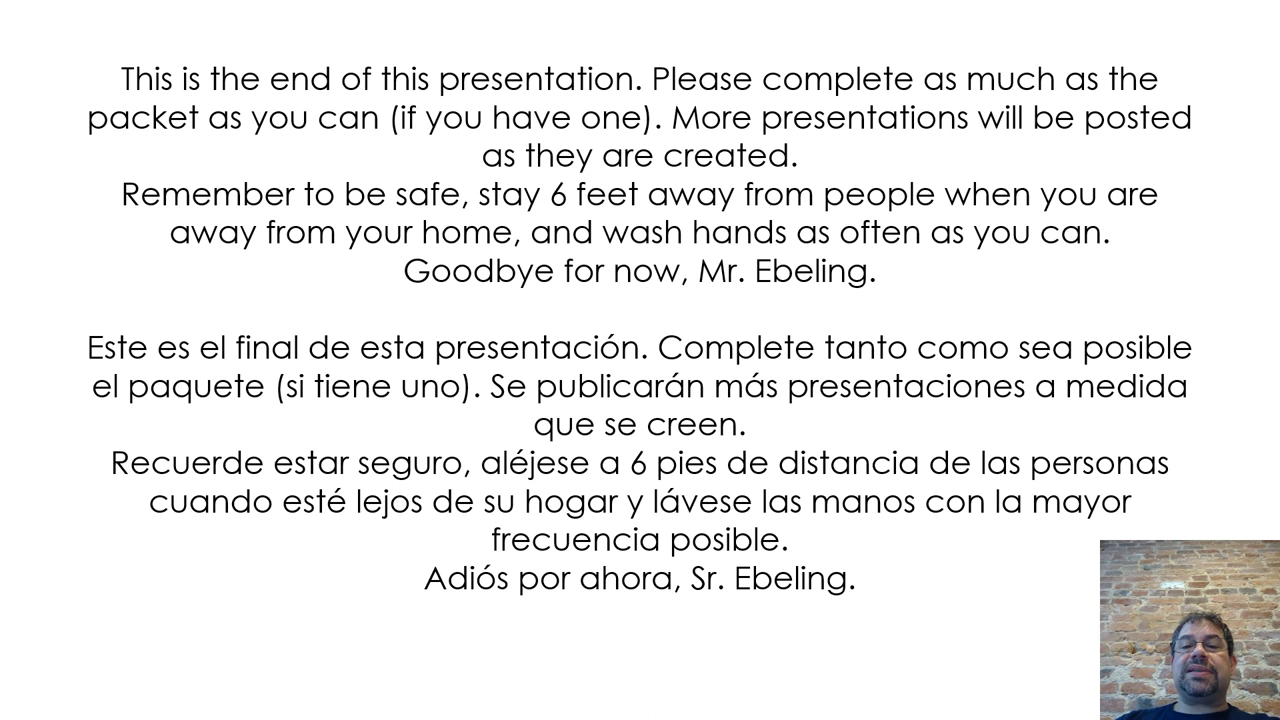 This is the end of this presentation. Please complete as much as the
packet as you can (if you have one). More presentations will be posted
as they are created.
Remember to be safe, stay 6 feet away from people when you are
away from your home, and wash hands as often as you can.
Goodbye for now, Mr. Ebeling.
Este es el final de esta presentación. Complete tanto como sea posible
el paquete (si tiene uno). Se publicarán más presentaciones a medida
que se creen.
Recuerde estar seguro, aléjese a 6 pies de distancia de las personas
cuando esté lejos de su hogar y lávese las manos con la mayor
frecuencia posible.
Adiós por ahora, Sr. Ebeling.